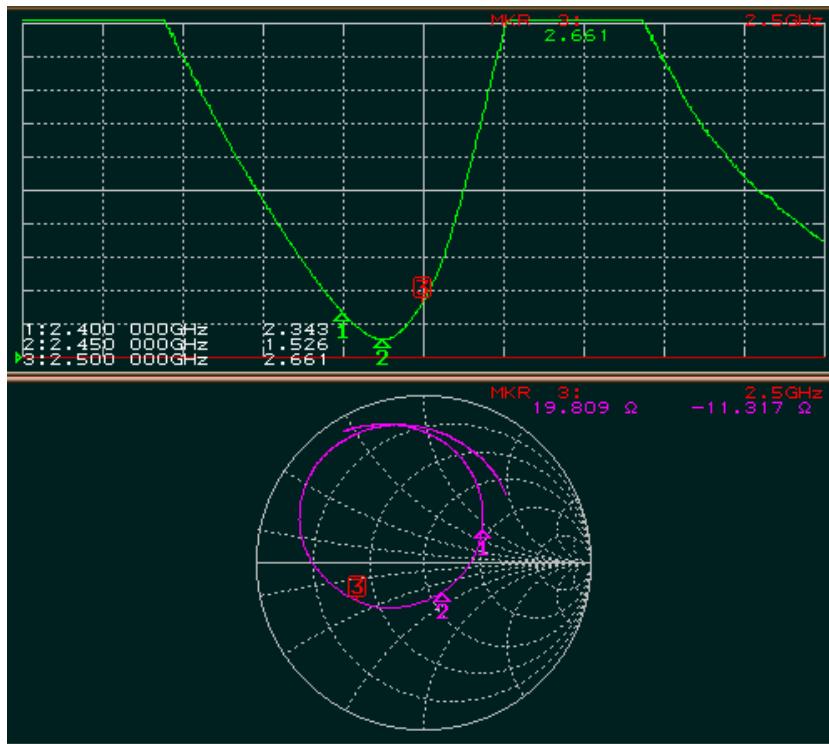 MKR 3: 2.5GHz
2.661
3
1
2
1:2.400 000GHz 2.343
2:2.450 000GHz 1.526
3:2.500 000GHz 2.661
MKR 3: 2.5GHz
19.809 Ω -11.317 Ω
1
3
2